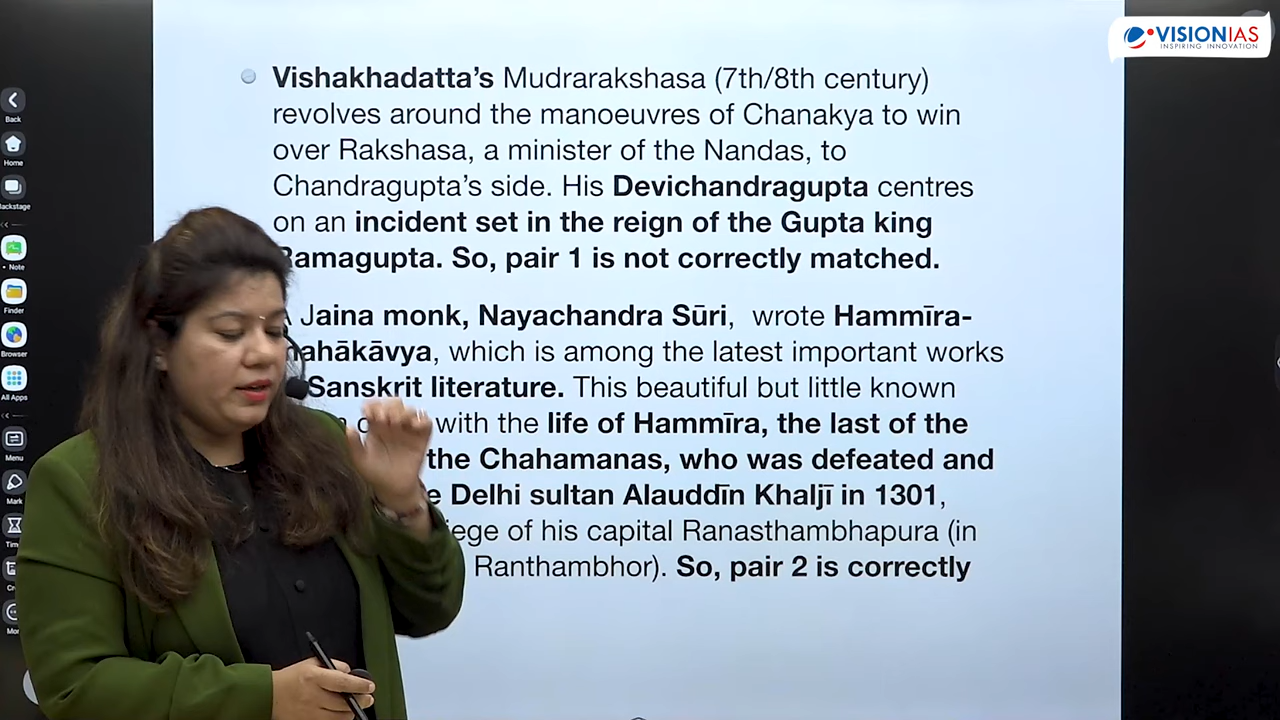 VISIONIAS
INSPIRING INNOVATION
Vishakhadatta's Mudrarakshasa (7th/8th century)
revolves around the manoeuvres of Chanakya to win
over Rakshasa, a minister of the Nandas, to
Chandragupta's side. His Devichandragupta centres
on an incident set in the reign of the Gupta king
Ramagupta. So, pair 1 is not correctly matched.
Jaina monk, Nayachandra Sūri, wrote Hammīra-
mahākāvya, which is among the latest important works
Sanskrit literature. This beautiful but little known
with the life of Hammīra, the last of the
the Chahamanas, who was defeated and
Delhi sultan Alauddīn Khaljī in 1301,
siege of his capital Ranasthambhapura (in
Ranthambhor). So, pair 2 is correctly
Back
Home
Backstage
Note
Finder
Browser
All Apps
Menu
Mark